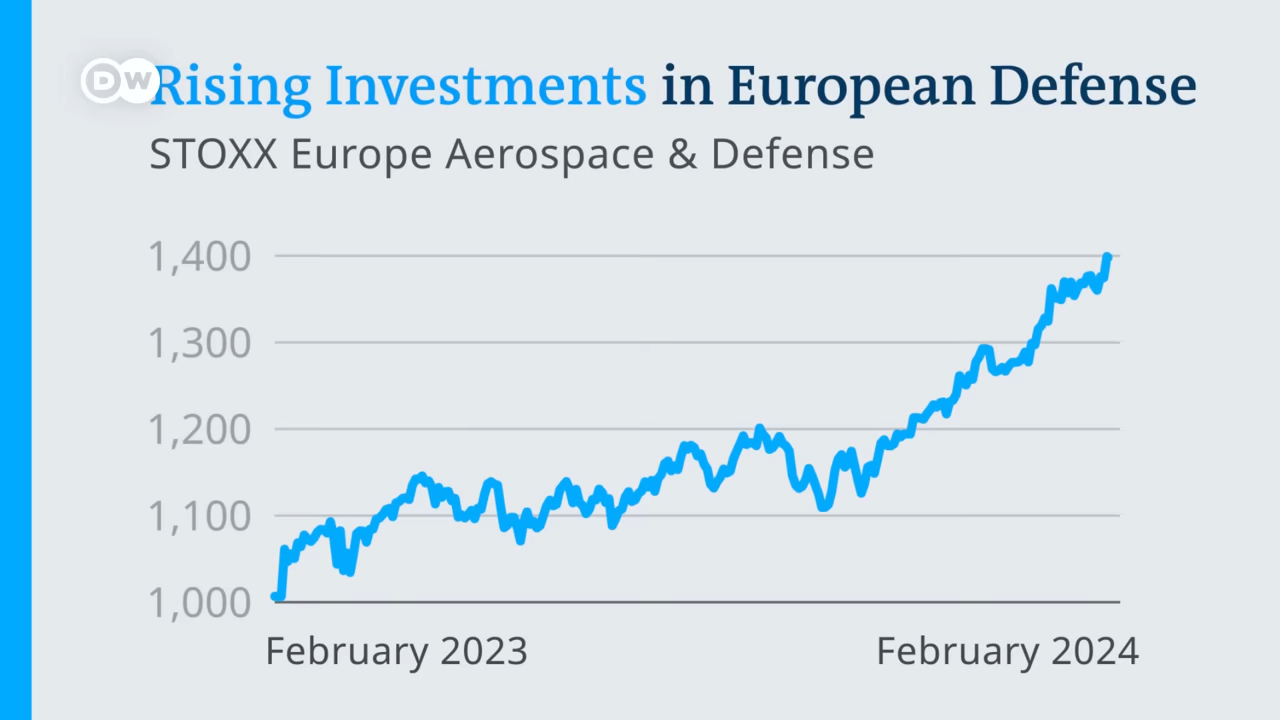 DW
Rising Investments in European Defense
STOXX Europe Aerospace & Defense
1,400
1,300
1,200
1,100
1,000
February 2023 February 2024